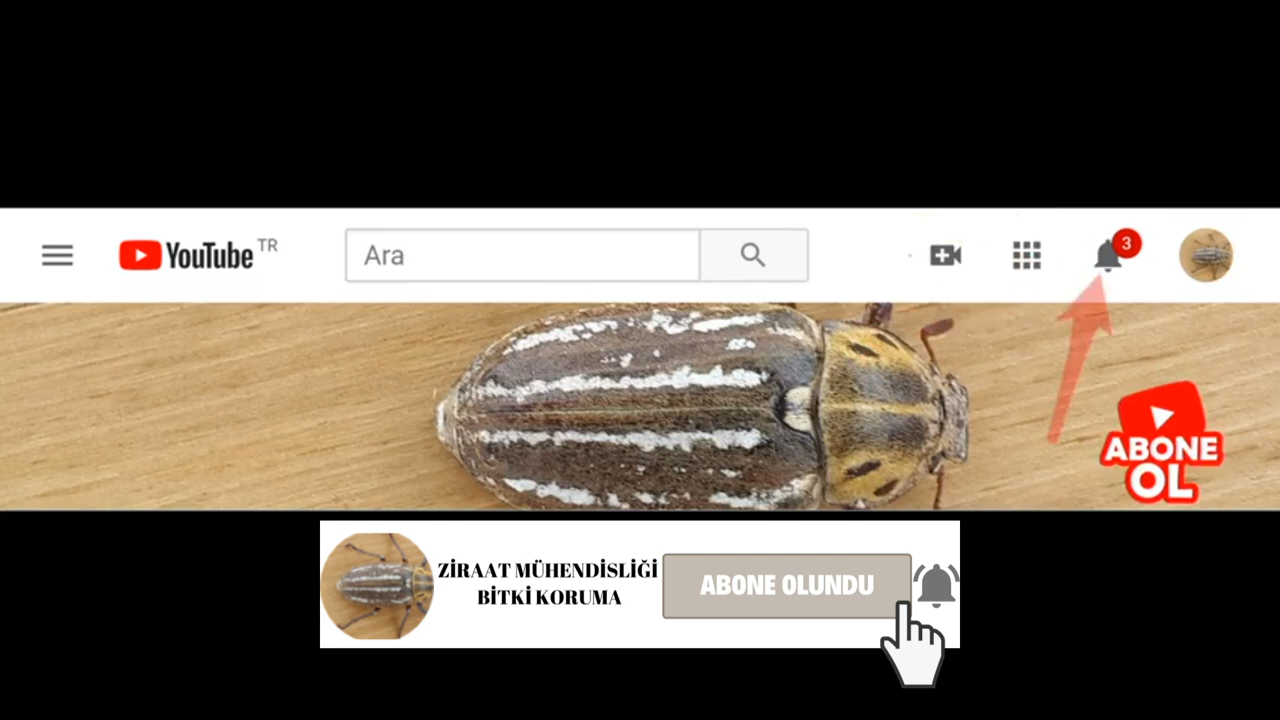 YouTube TR
Ara
3
ABONE
OL
ZİRAAT MÜHENDİSLİĞİ
BİTKİ KORUMA
ABONE OLUNDU